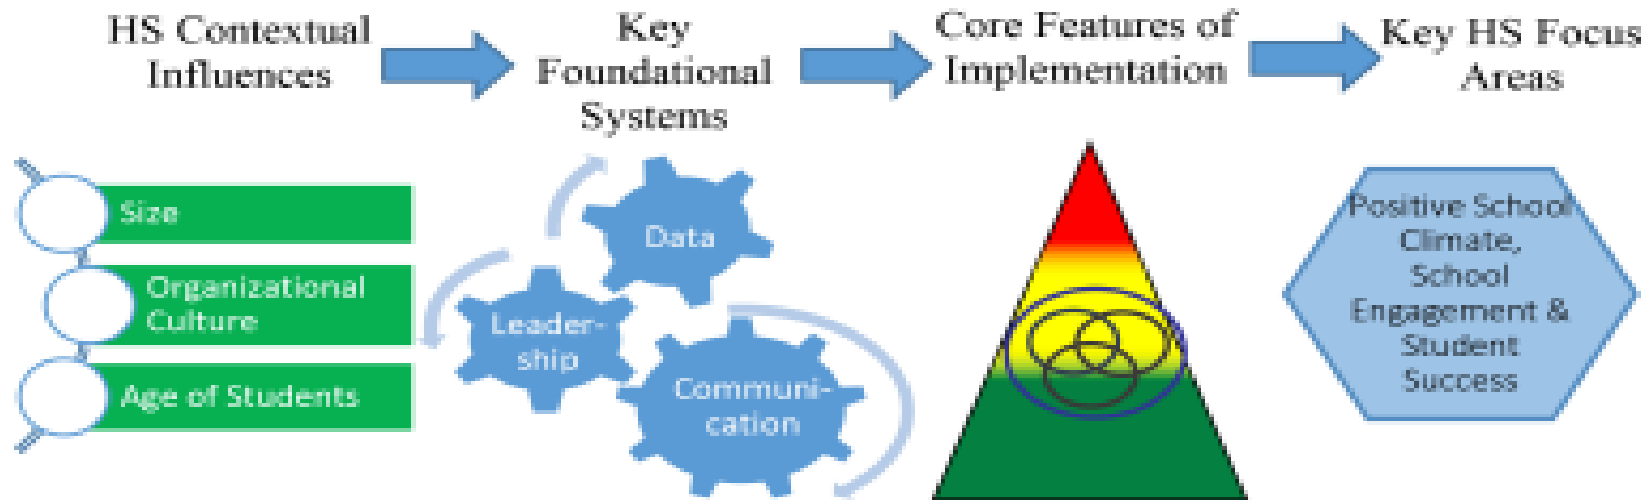 HS Contextual
Influences
Key
Foundational
Systems
Core Features of
Implementation
Key HS Focus
Areas
Size
Organizational
Culture
Age of Students
Data
Leader-
ship
Communi-
cation
Positive School
Climate,
School
Engagement &
Student
Success